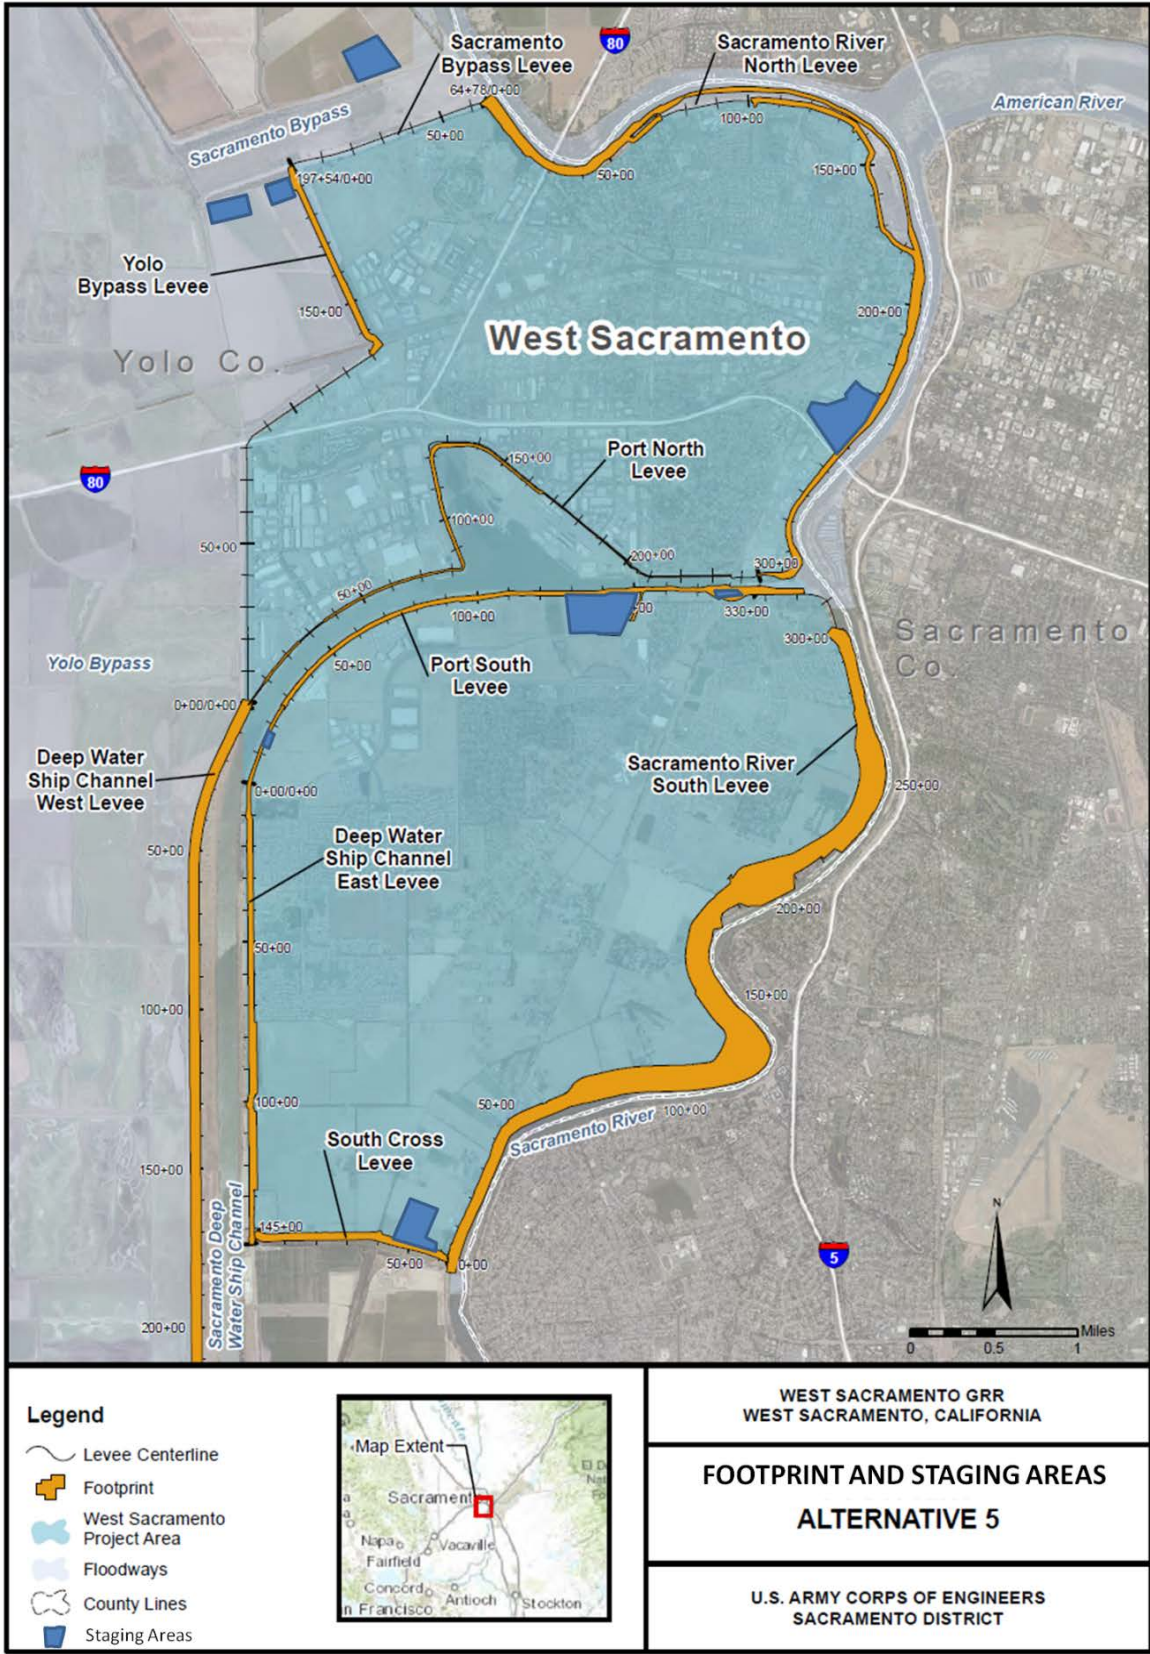 Sacramento
Bypass Levee
80
Sacramento River
North Levee
64+78/0+00
American River
Sacramento Bypass
50+00
100+00
150+00
50+00
197+54/0+00
Yolo
Bypass Levee
150+00
200+00
West Sacramento
Yolo Co.
80
Port North
Levee
150+00
100+00
50+00
200+00
300+00
50+00
100+00
330+00
300+00
Sacramento
Co.
Yolo Bypass
50+00
Port South
Levee
0+00/0+00
Deep Water
Ship Channel
West Levee
Sacramento River
South Levee
0+00/0+00
250+00
50+00
Deep Water
Ship Channel
East Levee
200+00
50+00
150+00
100+00
100+00
50+00
100+00
Sacramento River
South Cross
Levee
150+00
145+00
50+00
0+00
Sacramento Deep
Water Ship Channel
200+00
5
N
Miles
0
0.5
1
Legend
Levee Centerline
Footprint
West Sacramento
Project Area
Floodways
County Lines
Staging Areas
Map Extent
Sacrament
Napa
Vacaville
Fairfield
Concord
Antioch
Stockton
n Francisco
WEST SACRAMENTO GRR
WEST SACRAMENTO, CALIFORNIA
FOOTPRINT AND STAGING AREAS
ALTERNATIVE 5
U.S. ARMY CORPS OF ENGINEERS
SACRAMENTO DISTRICT